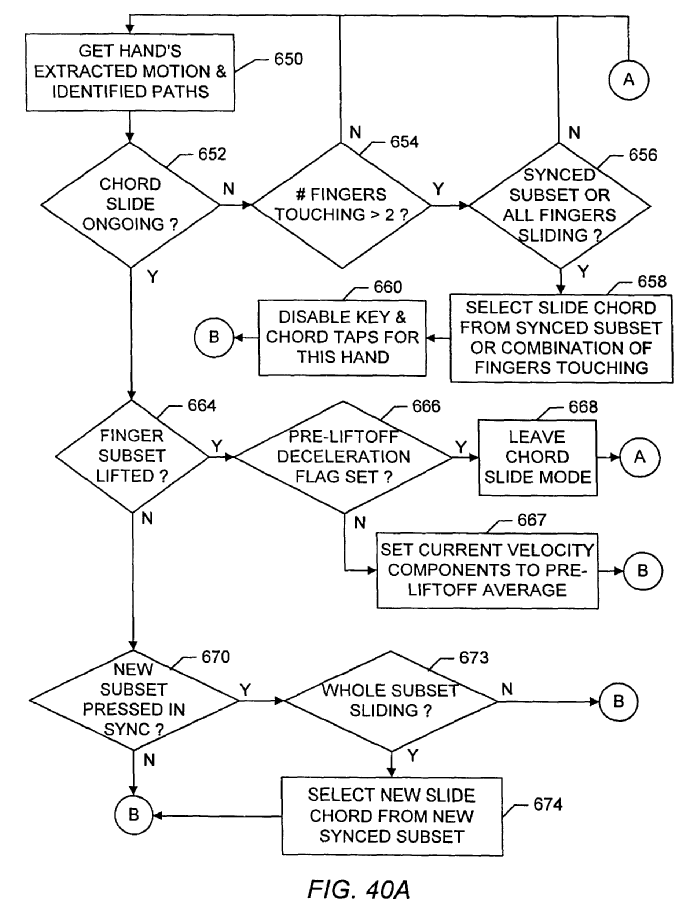 GET HAND'S
EXTRACTED MOTION &
IDENTIFIED PATHS
650
A
652
CHORD
SLIDE
ONGOING ?
N
Y
654
# FINGERS
TOUCHING > 2 ?
N
Y
656
SYNCED
SUBSET OR
ALL FINGERS
SLIDING ?
N
Y
658
SELECT SLIDE CHORD
FROM SYNCED SUBSET
OR COMBINATION OF
FINGERS TOUCHING
660
DISABLE KEY &
CHORD TAPS FOR
THIS HAND
B
664
FINGER
SUBSET
LIFTED ?
Y
N
666
PRE-LIFTOFF
DECELERATION
FLAG SET ?
Y
N
668
LEAVE
CHORD
SLIDE MODE
A
667
SET CURRENT VELOCITY
COMPONENTS TO PRE-
LIFTOFF AVERAGE
B
670
NEW
SUBSET
PRESSED IN
SYNC ?
Y
N
673
WHOLE SUBSET
SLIDING ?
N
B
Y
B
SELECT NEW SLIDE
CHORD FROM NEW
SYNCED SUBSET
674
FIG. 40A